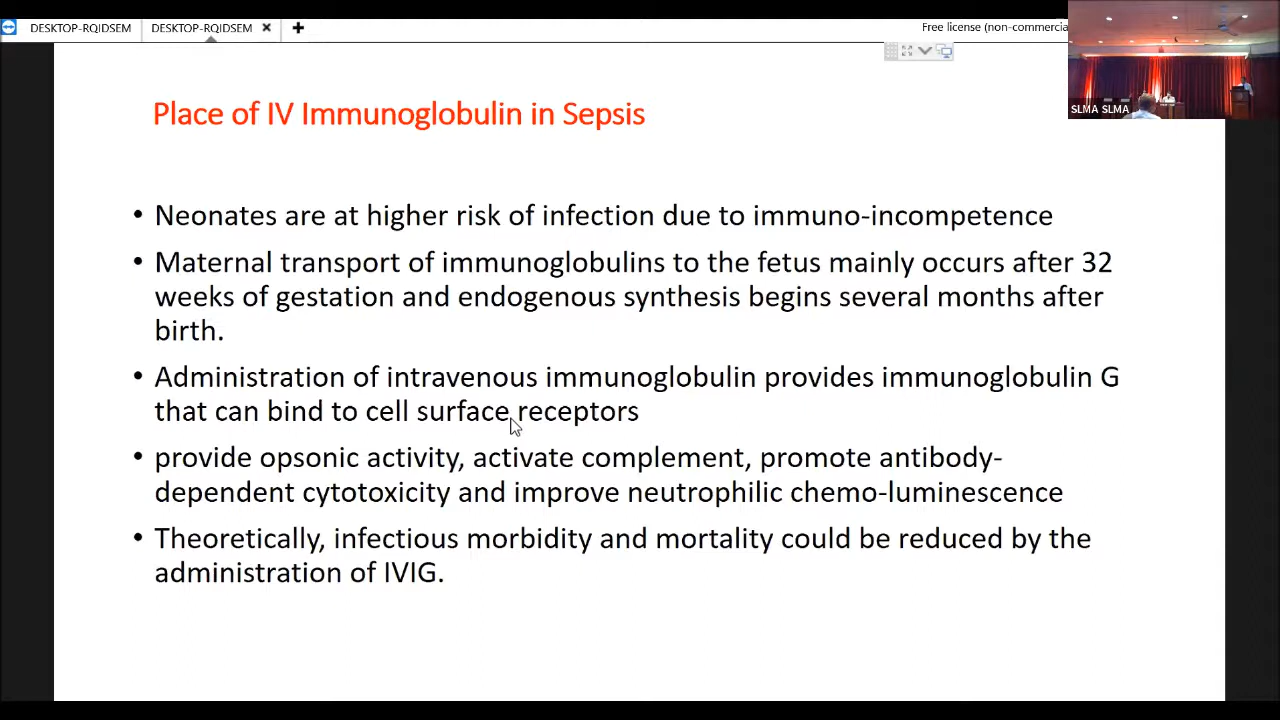 DESKTOP-RQIDSEM
DESKTOP-RQIDSEM
Free license (non-commercia
SLMA SLMA
Place of IV Immunoglobulin in Sepsis
• Neonates are at higher risk of infection due to immuno-incompetence
• Maternal transport of immunoglobulins to the fetus mainly occurs after 32
weeks of gestation and endogenous synthesis begins several months after
birth.
• Administration of intravenous immunoglobulin provides immunoglobulin G
that can bind to cell surface receptors
• provide opsonic activity, activate complement, promote antibody-
dependent cytotoxicity and improve neutrophilic chemo-luminescence
• Theoretically, infectious morbidity and mortality could be reduced by the
administration of IVIG.